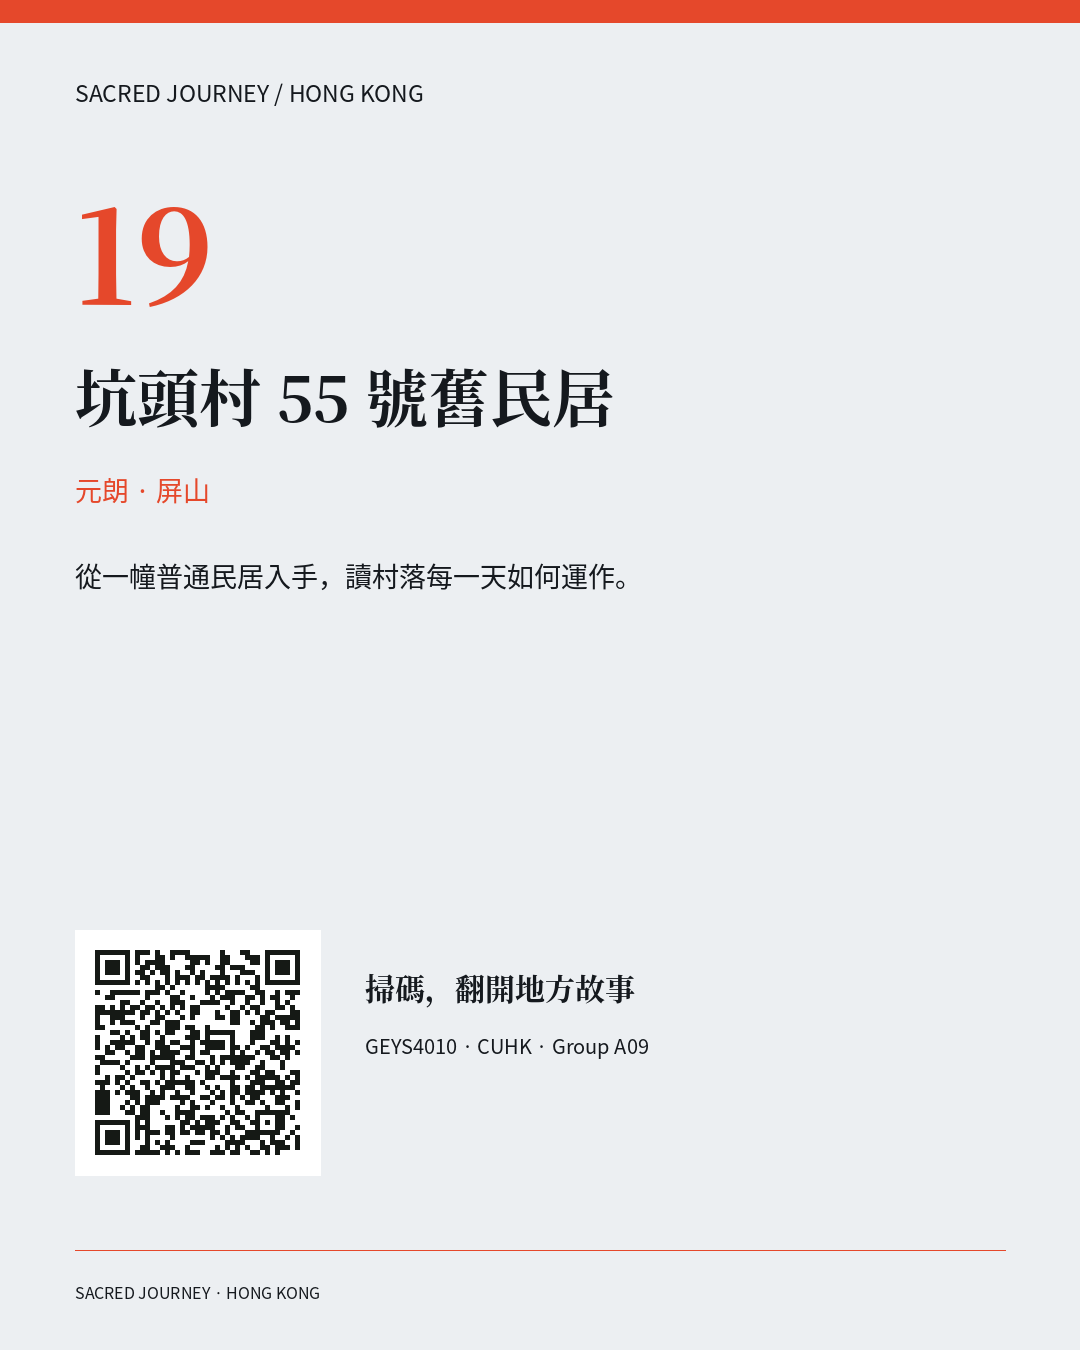 SACRED JOURNEY / HONG KONG
19
坑頭村 55 號舊民居
元朗 · 屏山
從一幢普通民居入手，讀村落每一天如何運作。
掃碼，翻開地方故事
GEYS4010 · CUHK · Group A09
SACRED JOURNEY · HONG KONG